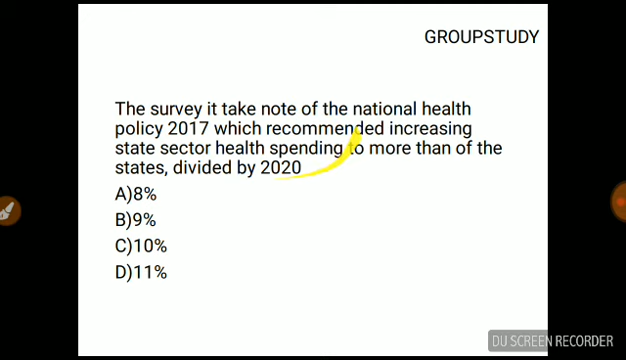 GROUPSTUDY
The survey it take note of the national health
policy 2017 which recommended increasing
state sector health spending to more than of the
states, divided by 2020
A)8%
B)9%
C)10%
D)11%
DU SCREEN RECORDER